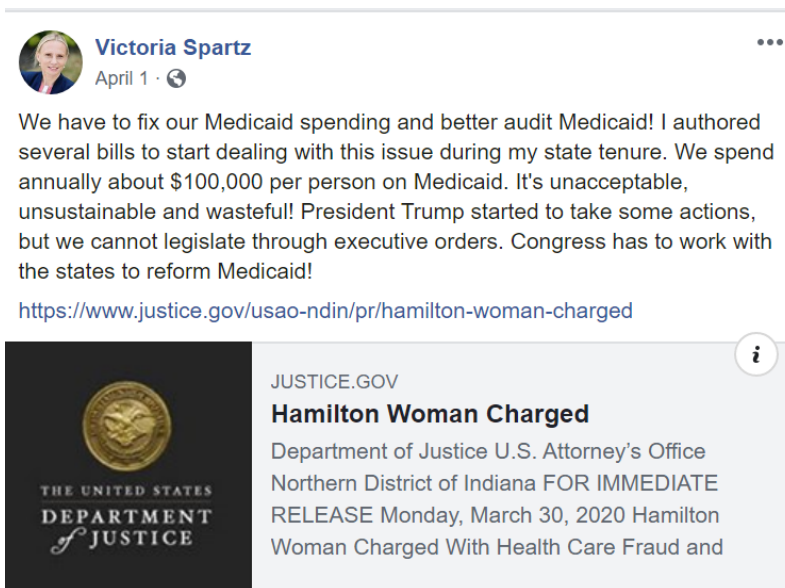 Victoria Spartz
April 1 ·
We have to fix our Medicaid spending and better audit Medicaid! I authored
several bills to start dealing with this issue during my state tenure. We spend
annually about $100,000 per person on Medicaid. It's unacceptable,
unsustainable and wasteful! President Trump started to take some actions,
but we cannot legislate through executive orders. Congress has to work with
the states to reform Medicaid!
https://www.justice.gov/usao-ndin/pr/hamilton-woman-charged
i
THE UNITED STATES
DEPARTMENT
of JUSTICE
JUSTICE.GOV
Hamilton Woman Charged
Department of Justice U.S. Attorney’s Office
Northern District of Indiana FOR IMMEDIATE
RELEASE Monday, March 30, 2020 Hamilton
Woman Charged With Health Care Fraud and